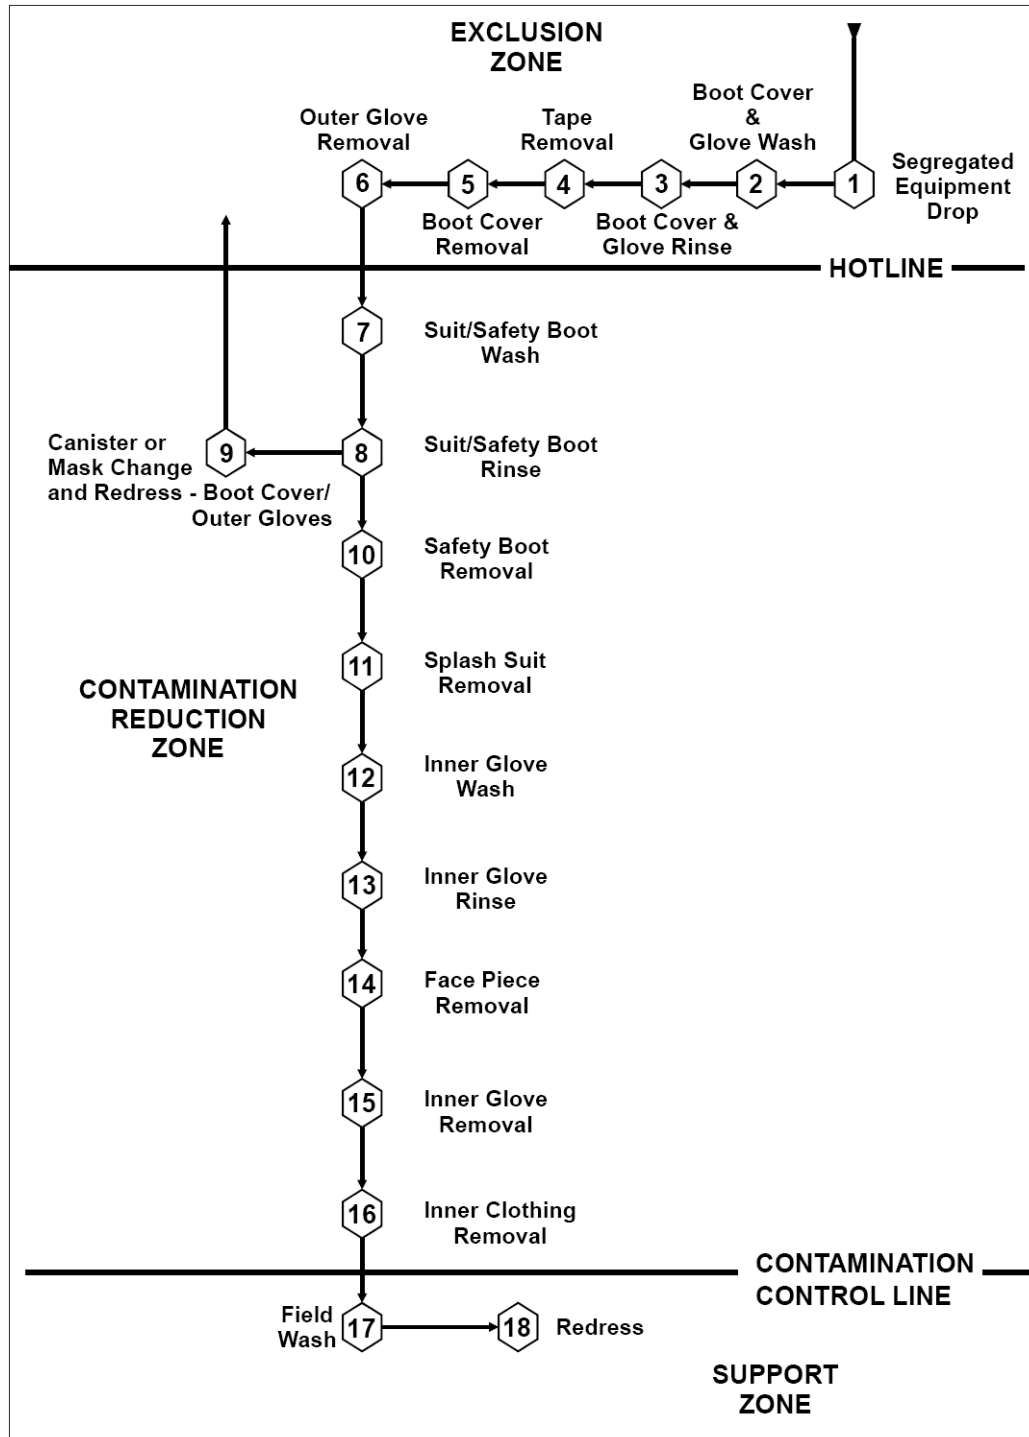 EXCLUSION
ZONE
Boot Cover
&
Glove Wash
Outer Glove
Removal
Tape
Removal
6
5
4
3
2
1
Segregated
Equipment
Drop
Boot Cover
Removal
Boot Cover &
Glove Rinse
HOTLINE
7
Suit/Safety Boot
Wash
Canister or
Mask Change
and Redress - Boot Cover/
Outer Gloves
9
8
Suit/Safety Boot
Rinse
10
Safety Boot
Removal
11
Splash Suit
Removal
CONTAMINATION
REDUCTION
ZONE
12
Inner Glove
Wash
13
Inner Glove
Rinse
14
Face Piece
Removal
15
Inner Glove
Removal
16
Inner Clothing
Removal
CONTAMINATION
CONTROL LINE
Field
Wash
17
18
Redress
SUPPORT
ZONE